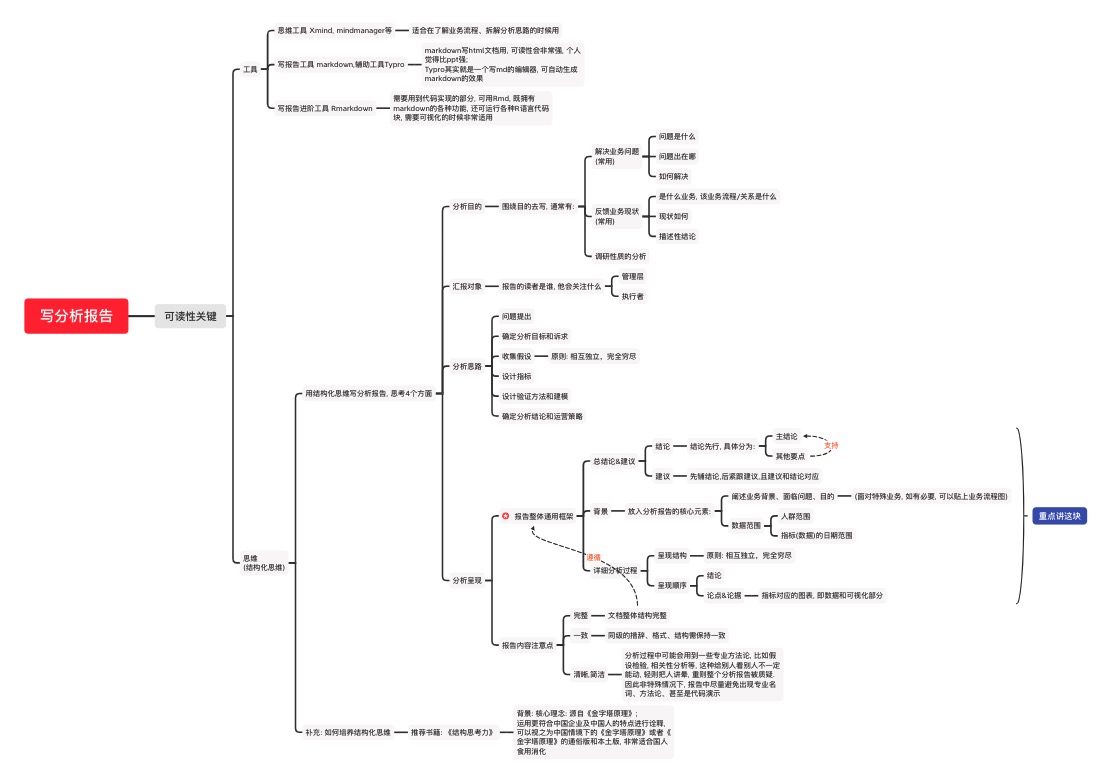 写分析报告
可读性关键
工具
思维工具 Xmind, mindmanager等
适合在了解业务流程、拆解分析思路的时候用
写报告工具 markdown,辅助工具Typro
markdown写html文档用, 可读性会非常强, 个人
觉得比ppt强;
Typro其实就是一个写md的编辑器, 可自动生成
markdown的效果
写报告进阶工具 Rmarkdown
需要用到代码实现的部分, 可用Rmd, 既拥有
markdown的各种功能, 还可运行各种R语言代码
块, 需要可视化的时候非常适用
思维
(结构化思维)
用结构化思维写分析报告, 思考4个方面
分析目的
围绕目的去写, 通常有:
解决业务问题
(常用)
问题是什么
问题出在哪
如何解决
反馈业务现状
(常用)
是什么业务, 该业务流程/关系是什么
现状如何
描述性结论
调研性质的分析
汇报对象
报告的读者是谁, 他会关注什么
管理层
执行者
分析思路
问题提出
确定分析目标和诉求
收集假设
原则: 相互独立，完全穷尽
设计指标
设计验证方法和建模
确定分析结论和运营策略
分析呈现
报告整体通用框架
总结论&建议
结论
结论先行, 具体分为:
主结论
其他要点
支持
建议
先铺结论,后紧跟建议,且建议和结论对应
背景
放入分析报告的核心元素:
阐述业务背景、面临问题、目的
(面对特殊业务, 如有必要, 可以贴上业务流程图)
数据范围
人群范围
指标(数据)的日期范围
重点讲这块
遵循
详细分析过程
呈现结构
原则: 相互独立，完全穷尽
呈现顺序
结论
论点&论据
指标对应的图表, 即数据和可视化部分
报告内容注意点
完整
文档整体结构完整
一致
同级的措辞、格式、结构需保持一致
清晰,简洁
分析过程中可能会用到一些专业方法论, 比如假
设检验, 相关性分析等, 这种给别人看别人不一定
能动, 轻则把人讲晕, 重则整个分析报告被质疑.
因此非特殊情况下, 报告中尽量避免出现专业名
词、方法论、甚至是代码演示
补充: 如何培养结构化思维
推荐书籍: 《结构思考力》
背景: 核心理念: 源自《金字塔原理》;
运用更符合中国企业及中国人的特点进行诠释,
可以视之为中国情境下的《金字塔原理》或者《
金字塔原理》的通俗版和本土版, 非常适合国人
食用消化